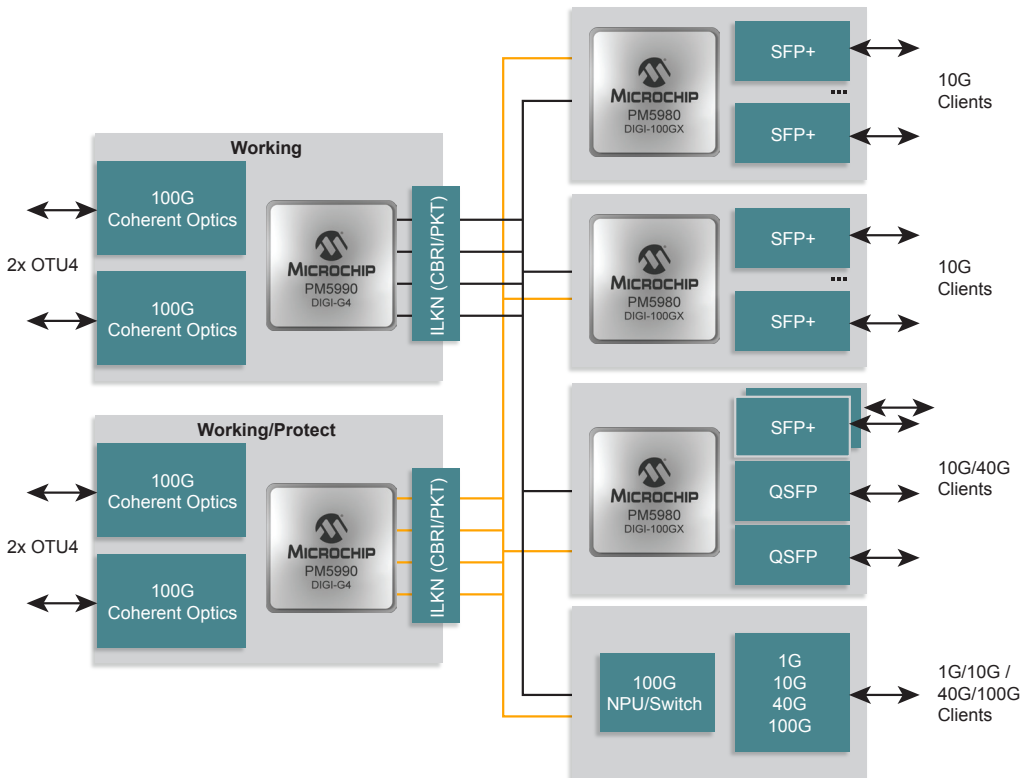 Working
100G
Coherent Optics
100G
Coherent Optics
2x OTU4
MICROCHIP
PM5990
DIGI-G4
ILKN (CBRI/PKT)
Working/Protect
100G
Coherent Optics
100G
Coherent Optics
2x OTU4
MICROCHIP
PM5990
DIGI-G4
ILKN (CBRI/PKT)
MICROCHIP
PM5980
DIGI-100GX
SFP+
SFP+
10G
Clients
MICROCHIP
PM5980
DIGI-100GX
SFP+
SFP+
10G
Clients
MICROCHIP
PM5980
DIGI-100GX
SFP+
QSFP
QSFP
10G/40G
Clients
100G
NPU/Switch
1G
10G
40G
100G
1G/10G /
40G/100G
Clients